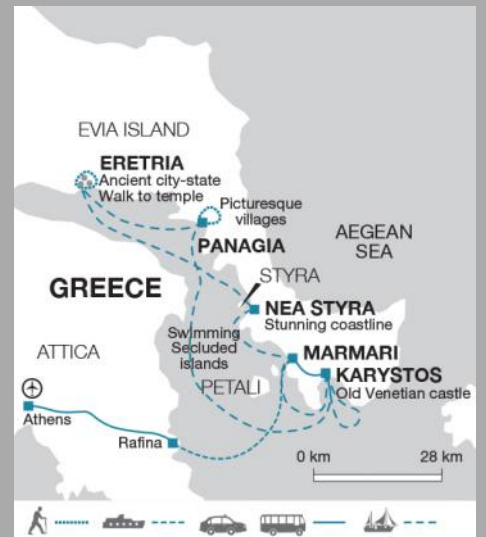 EVIA ISLAND
ERETRIA
Ancient city-state
Walk to temple
Picturesque
villages
PANAGIA
AEGEAN
SEA
STYRA
GREECE
NEA STYRA
Stunning coastline
Swimming
Secluded
islands
ATTICA
MARMARI
PETALI
KARYSTOS
Old Venetian castle
Athens
Rafina
0 km
28 km